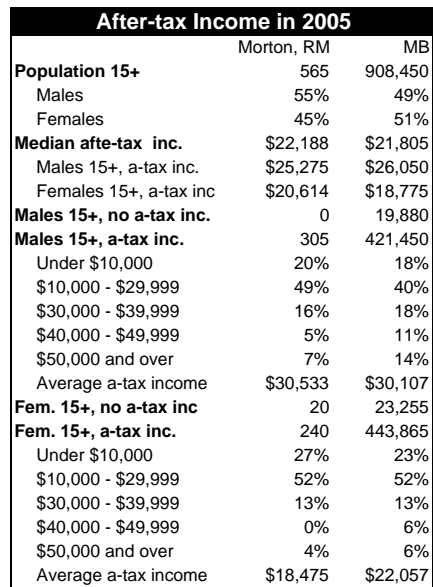 After-tax Income in 2005
Morton, RM MB
Population 15+ 565 908,450
Males 55% 49%
Females 45% 51%
Median afte-tax inc. $22,188 $21,805
Males 15+, a-tax inc. $25,275 $26,050
Females 15+, a-tax inc $20,614 $18,775
Males 15+, no a-tax inc. 0 19,880
Males 15+, a-tax inc. 305 421,450
Under $10,000 20% 18%
$10,000 - $29,999 49% 40%
$30,000 - $39,999 16% 18%
$40,000 - $49,999 5% 11%
$50,000 and over 7% 14%
Average a-tax income $30,533 $30,107
Fem. 15+, no a-tax inc 20 23,255
Fem. 15+, a-tax inc. 240 443,865
Under $10,000 27% 23%
$10,000 - $29,999 52% 52%
$30,000 - $39,999 13% 13%
$40,000 - $49,999 0% 6%
$50,000 and over 4% 6%
Average a-tax income $18,475 $22,057